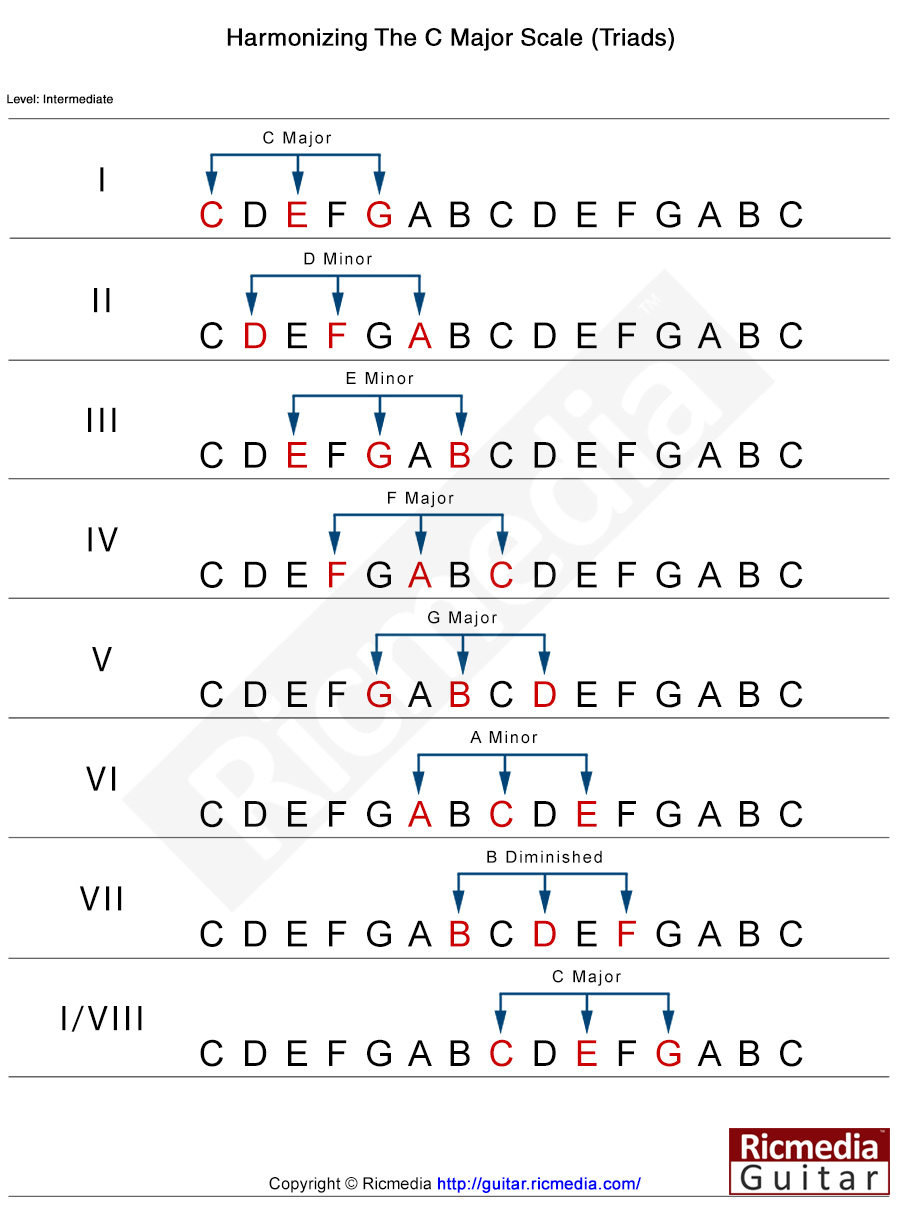 Harmonizing The C Major Scale (Triads)
Level: Intermediate
C Major
I
C D E F G A B C D E F G A B C
D Minor
II
C D E F G A B C D E F G A B C
E Minor
III
C D E F G A B C D E F G A B C
F Major
IV
C D E F G A B C D E F G A B C
G Major
V
C D E F G A B C D E F G A B C
A Minor
VI
C D E F G A B C D E F G A B C
B Diminished
VII
C D E F G A B C D E F G A B C
C Major
I/VIII
C D E F G A B C D E F G A B C
Ricmedia™
Ricmedia™
Guitar
Copyright © Ricmedia http://guitar.ricmedia.com/